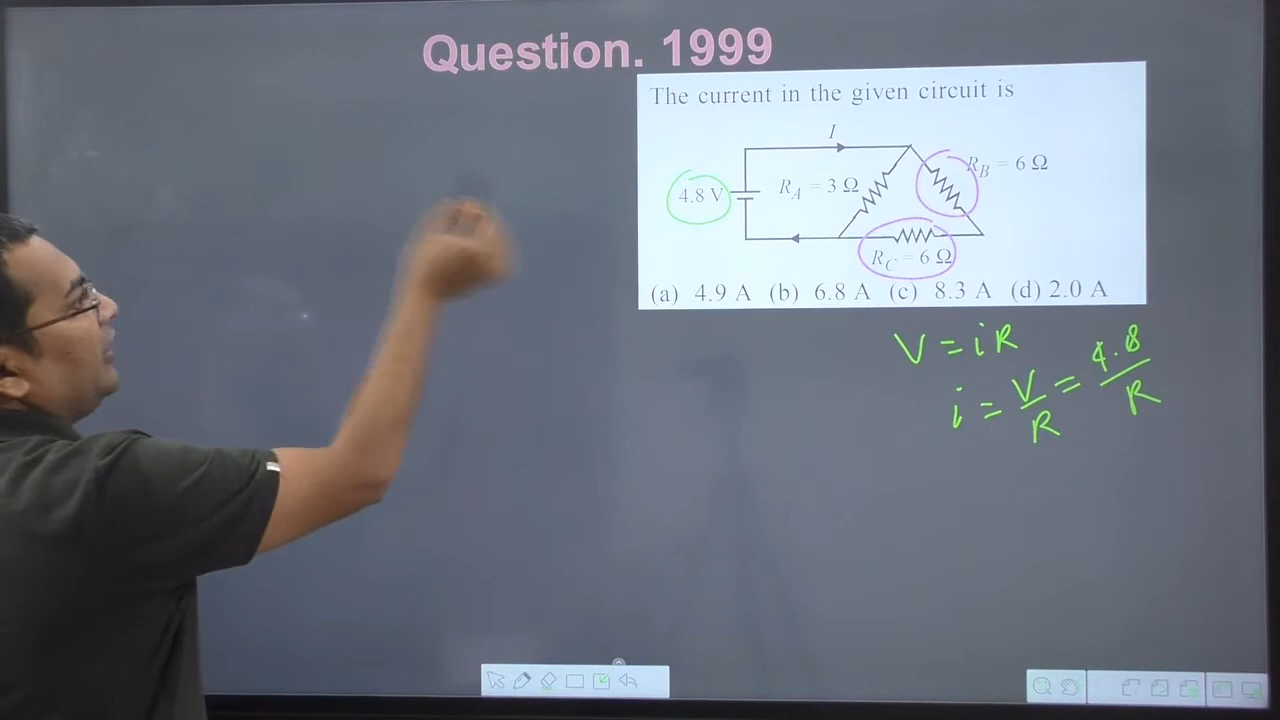 Question. 1999
The current in the given circuit is
I
4.8 V
R_A = 3 Ω
R_B = 6 Ω
R_C = 6 Ω
(a) 4.9 A (b) 6.8 A (c) 8.3 A (d) 2.0 A
V = iR
i = V/R = 4.8/R